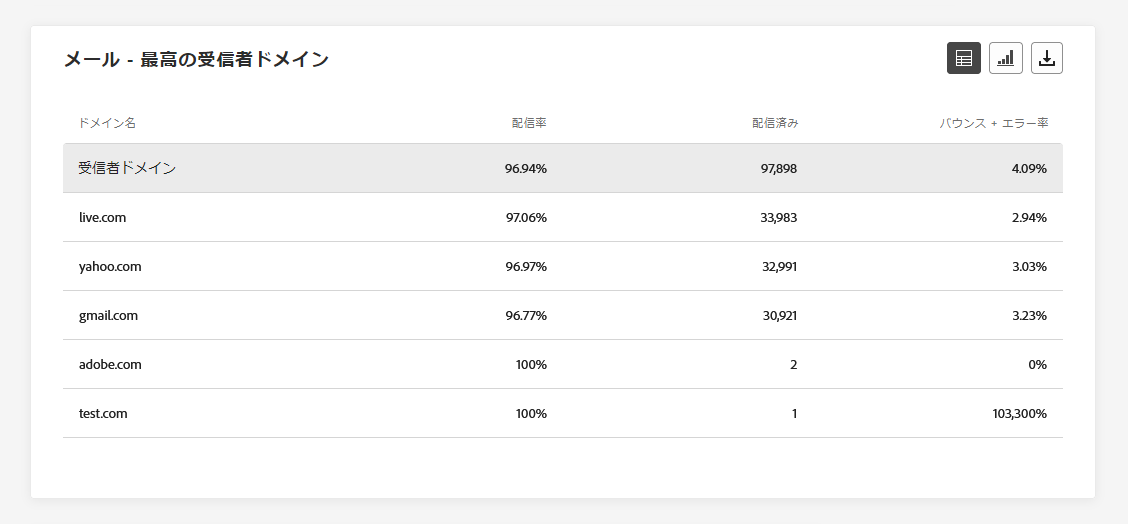 メール - 最高の受信者ドメイン
ドメイン名 配信率 配信済み バウンス + エラー率
受信者ドメイン 96.94% 97,898 4.09%
live.com 97.06% 33,983 2.94%
yahoo.com 96.97% 32,991 3.03%
gmail.com 96.77% 30,921 3.23%
adobe.com 100% 2 0%
test.com 100% 1 103,300%